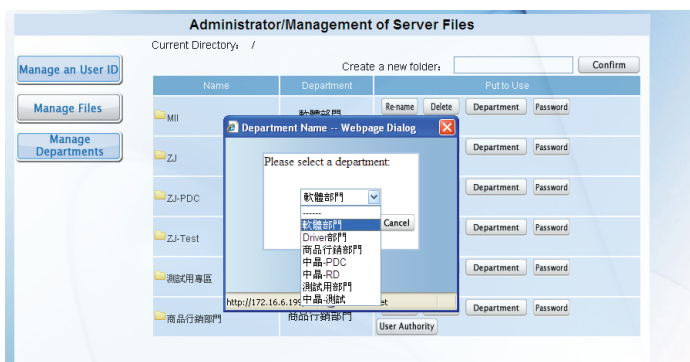 Administrator/Management of Server Files
Current Directory: /
Create a new folder: Confirm
Manage an User ID
Manage Files
Manage Departments
Name Department Put to Use
MII 軟體部門 Re-name Delete Department Password
ZJ Department Password
ZJ-PDC Department Password
ZJ-Test Department Password
測試用專區 Department Password
商品行銷部門 商品行銷部門 Department Password
User Authority
Department Name -- Webpage Dialog
Please select a department:
軟體部門
Cancel
------
軟體部門
Driver部門
商品行銷部門
中晶-PDC
中晶-RD
測試用部門
中晶-測試
http://172.16.6.199